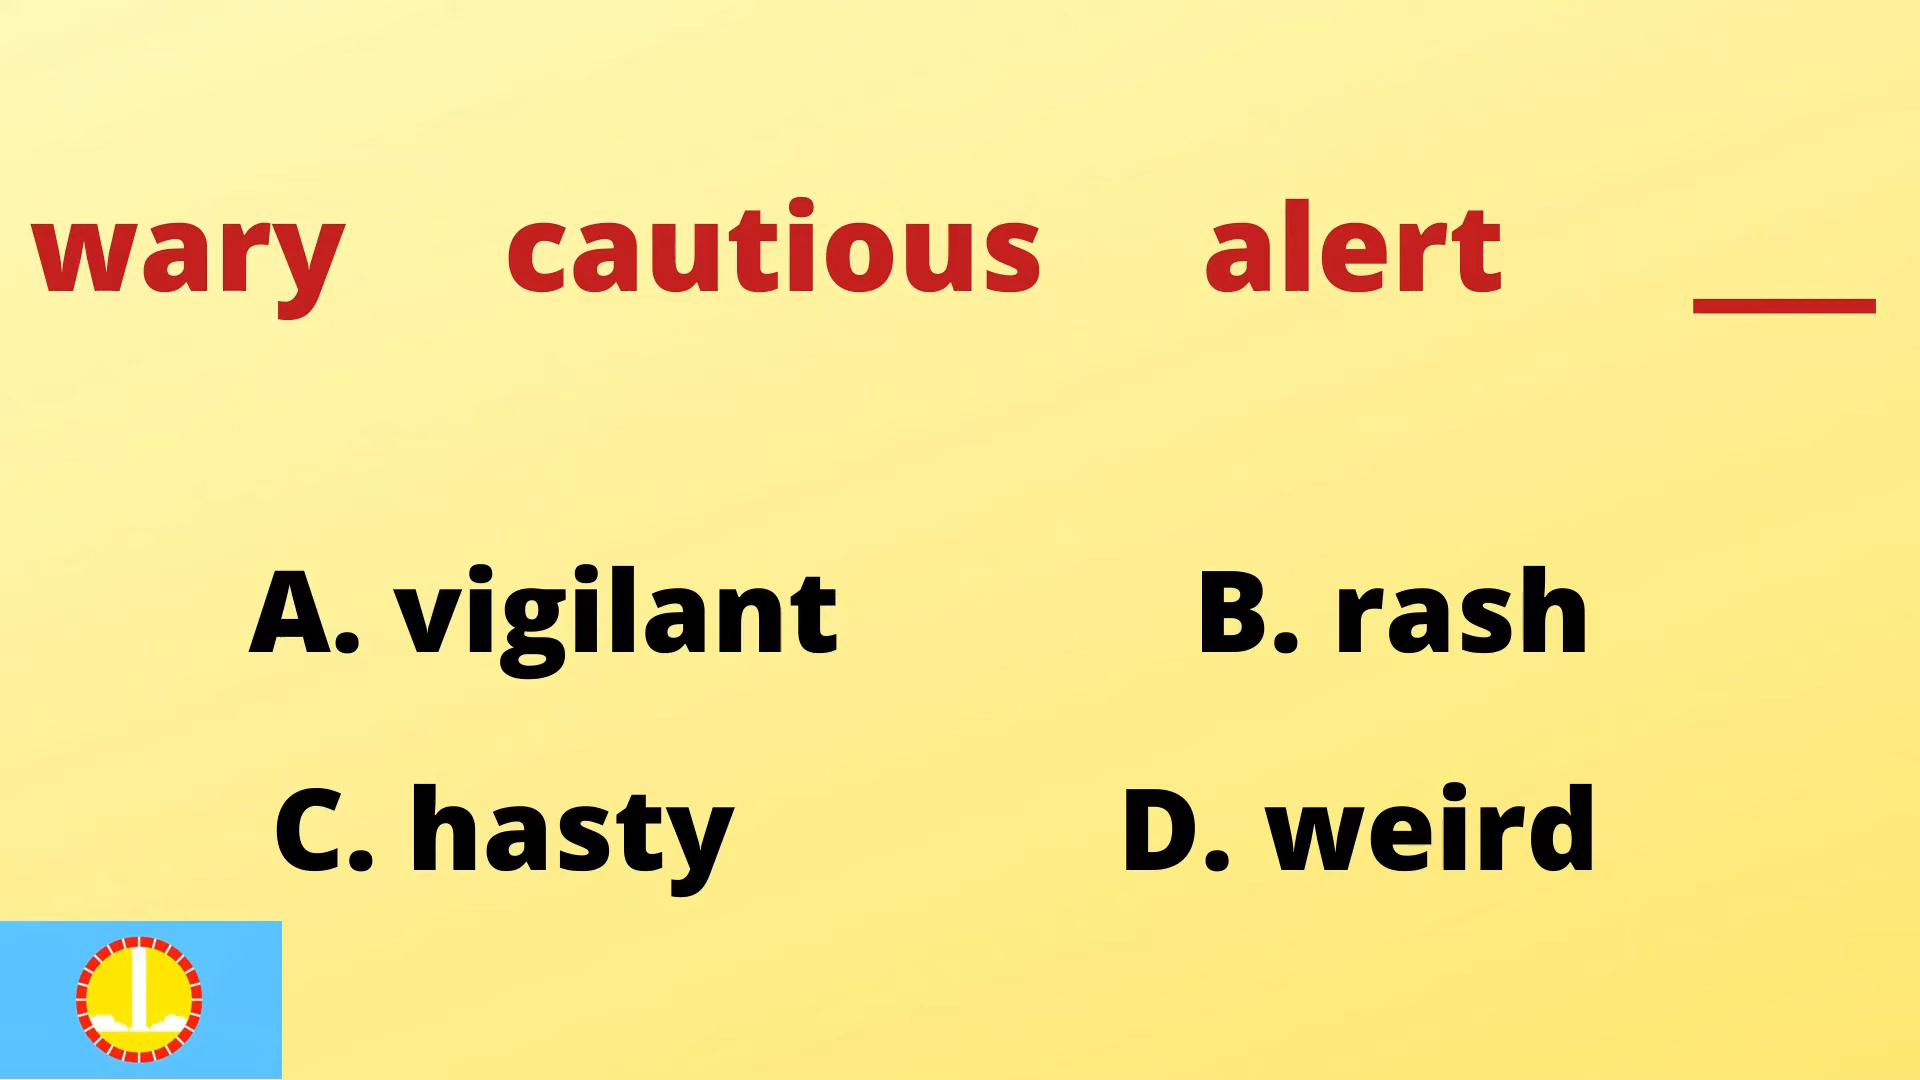 wary cautious alert ___
A. vigilant B. rash
C. hasty D. weird